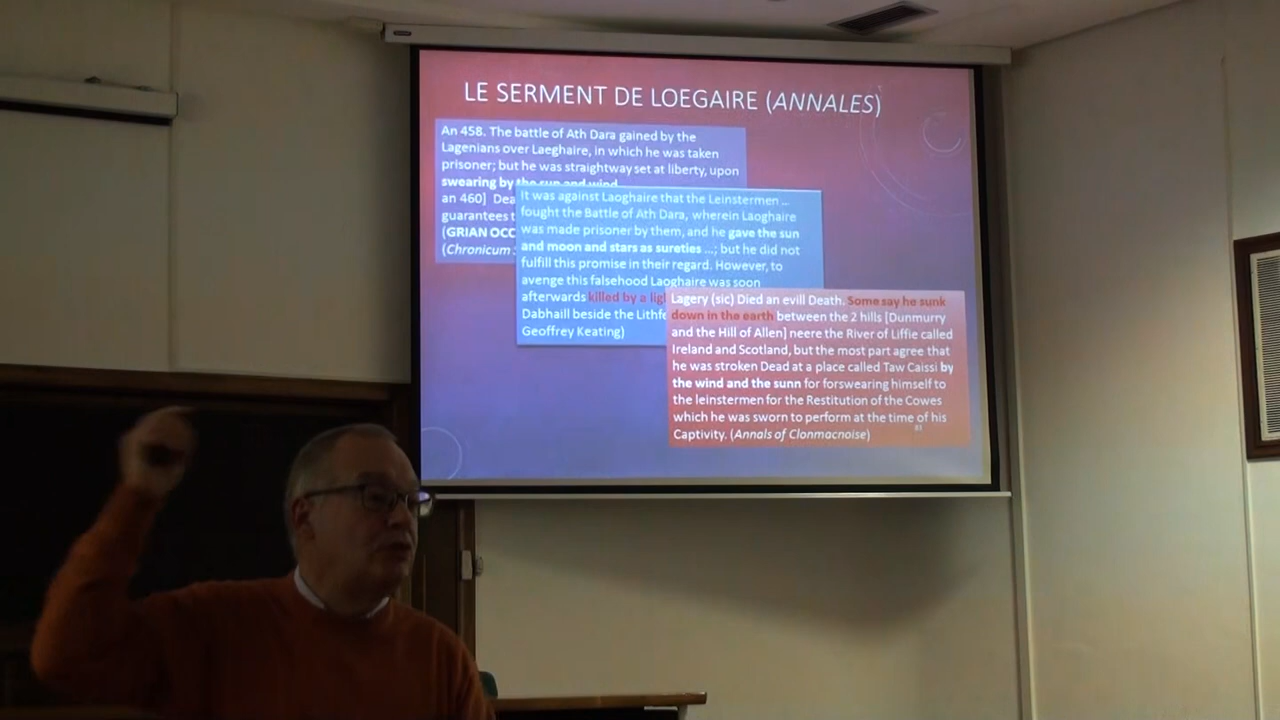 LE SERMENT DE LOEGAIRE (ANNALES)
An 458. The battle of Ath Dara gained by the
Lagenians over Laeghaire, in which he was taken
prisoner; but he was straightway set at liberty, upon
swearing by the sun and wind
an 460] Dea
guarantees t
(GRIAN OCC
(Chronicum
It was against Laoghaire that the Leinstermen ...
fought the Battle of Ath Dara, wherein Laoghaire
was made prisoner by them, and he gave the sun
and moon and stars as sureties ...; but he did not
fulfill this promise in their regard. However, to
avenge this falsehood Laoghaire was soon
afterwards killed by a lig
Dabhaill beside the Lithfe
Geoffrey Keating)
Lagery (sic) Died an evill Death. Some say he sunk
down in the earth between the 2 hills [Dunmurry
and the Hill of Allen] neere the River of Liffie called
Ireland and Scotland, but the most part agree that
he was stroken Dead at a place called Taw Caissi by
the wind and the sunn for forswearing himself to
the leinstermen for the Restitution of the Cowes
which he was sworn to perform at the time of his
Captivity. (Annals of Clonmacnoise)